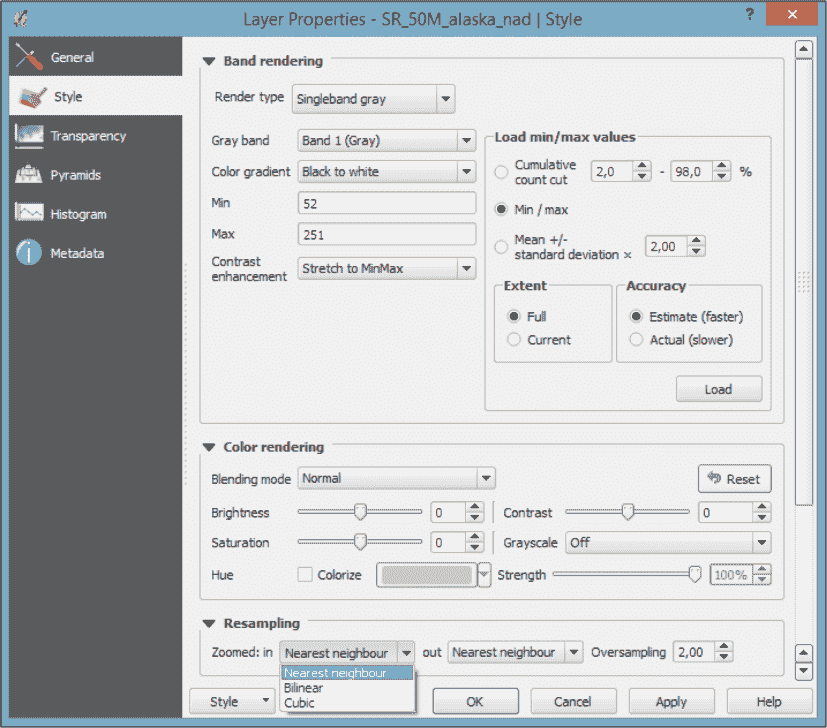 Layer Properties - SR_50M_alaska_nad | Style
?
General
Style
Transparency
Pyramids
Histogram
Metadata
Band rendering
Render type Singleband gray
Gray band Band 1 (Gray)
Color gradient Black to white
Min 52
Max 251
Contrast
enhancement Stretch to MinMax
Load min/max values
Cumulative
count cut 2,0 - 98,0 %
Min / max
Mean +/-
standard deviation × 2,00
Extent
Full
Current
Accuracy
Estimate (faster)
Actual (slower)
Load
Color rendering
Blending mode Normal Reset
Brightness 0 Contrast 0
Saturation 0 Grayscale Off
Hue Colorize Strength 100%
Resampling
Zoomed: in Nearest neighbour out Nearest neighbour Oversampling 2,00
Nearest neighbour
Bilinear
Cubic
Style OK Cancel Apply Help